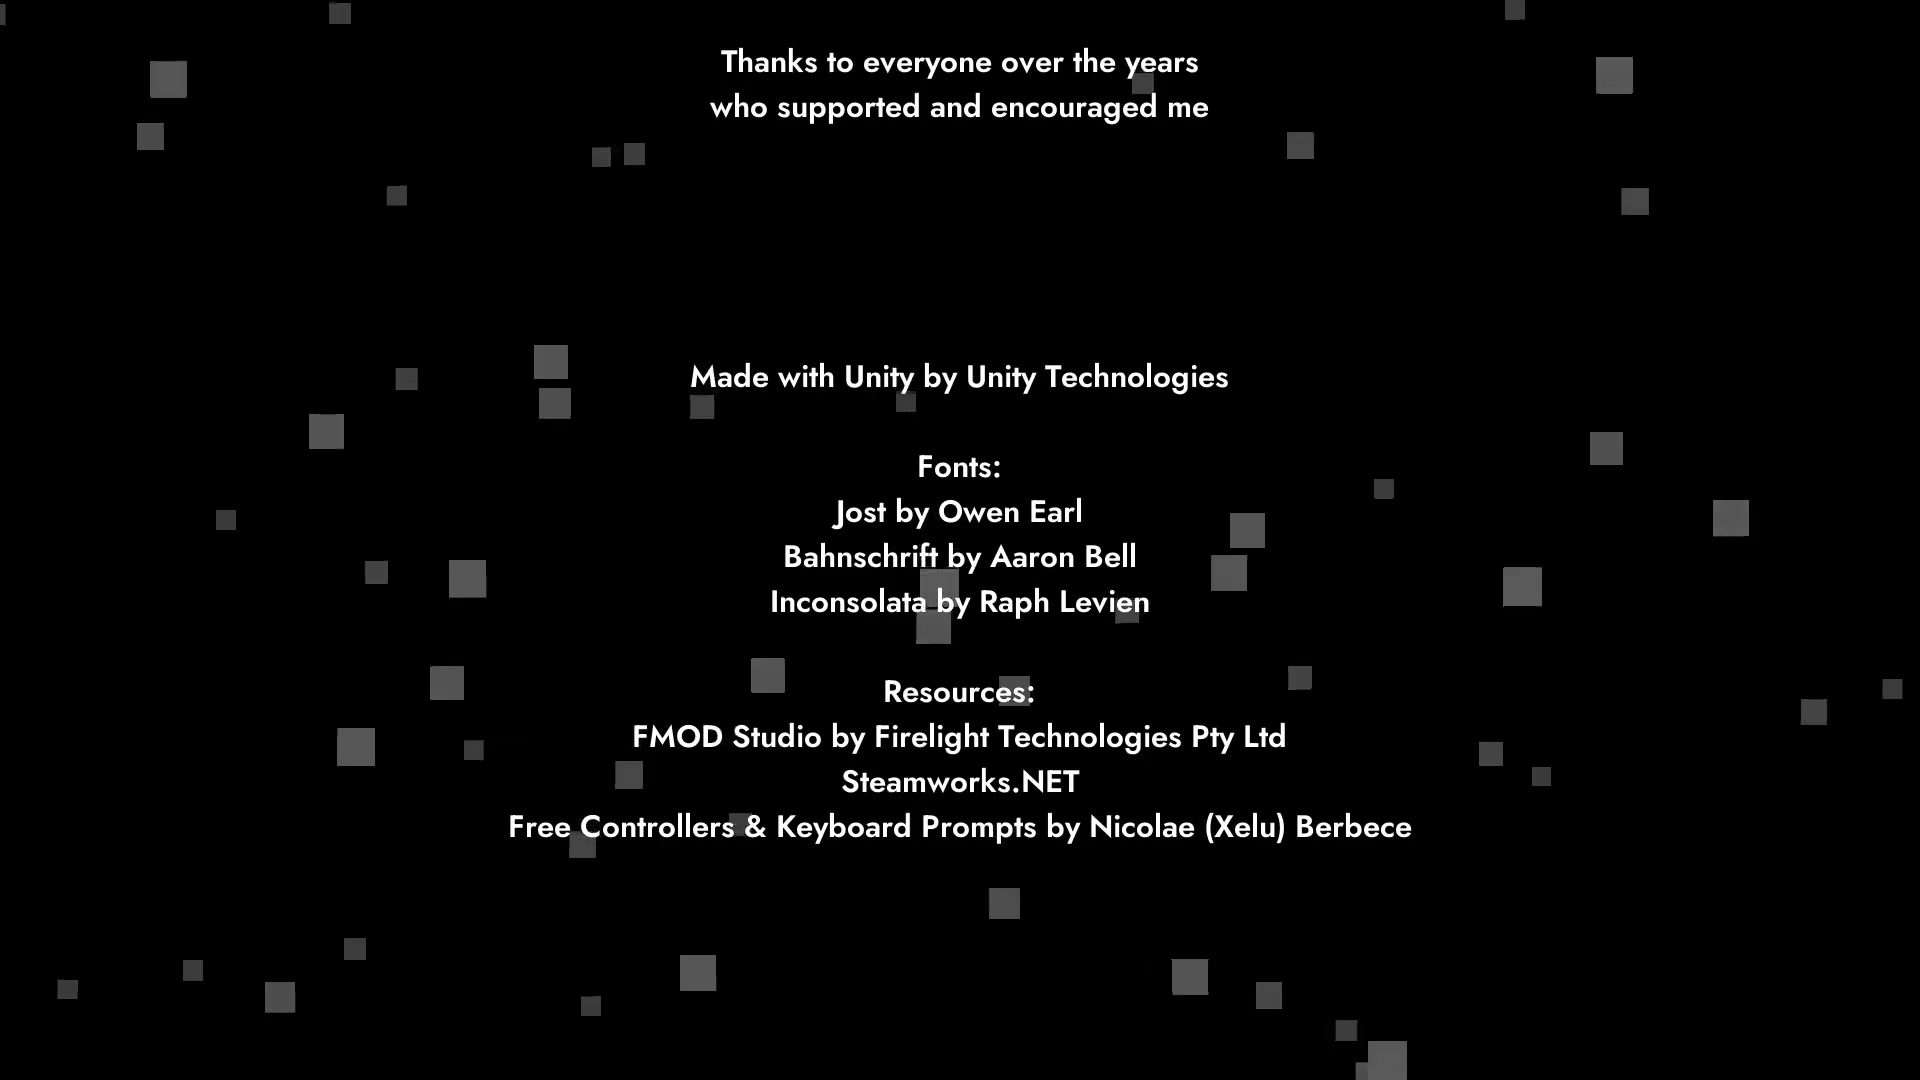 Thanks to everyone over the years
who supported and encouraged me
Made with Unity by Unity Technologies
Fonts:
Jost by Owen Earl
Bahnschrift by Aaron Bell
Inconsolata by Raph Levien
Resources:
FMOD Studio by Firelight Technologies Pty Ltd
Steamworks.NET
Free Controllers & Keyboard Prompts by Nicolae (Xelu) Berbece